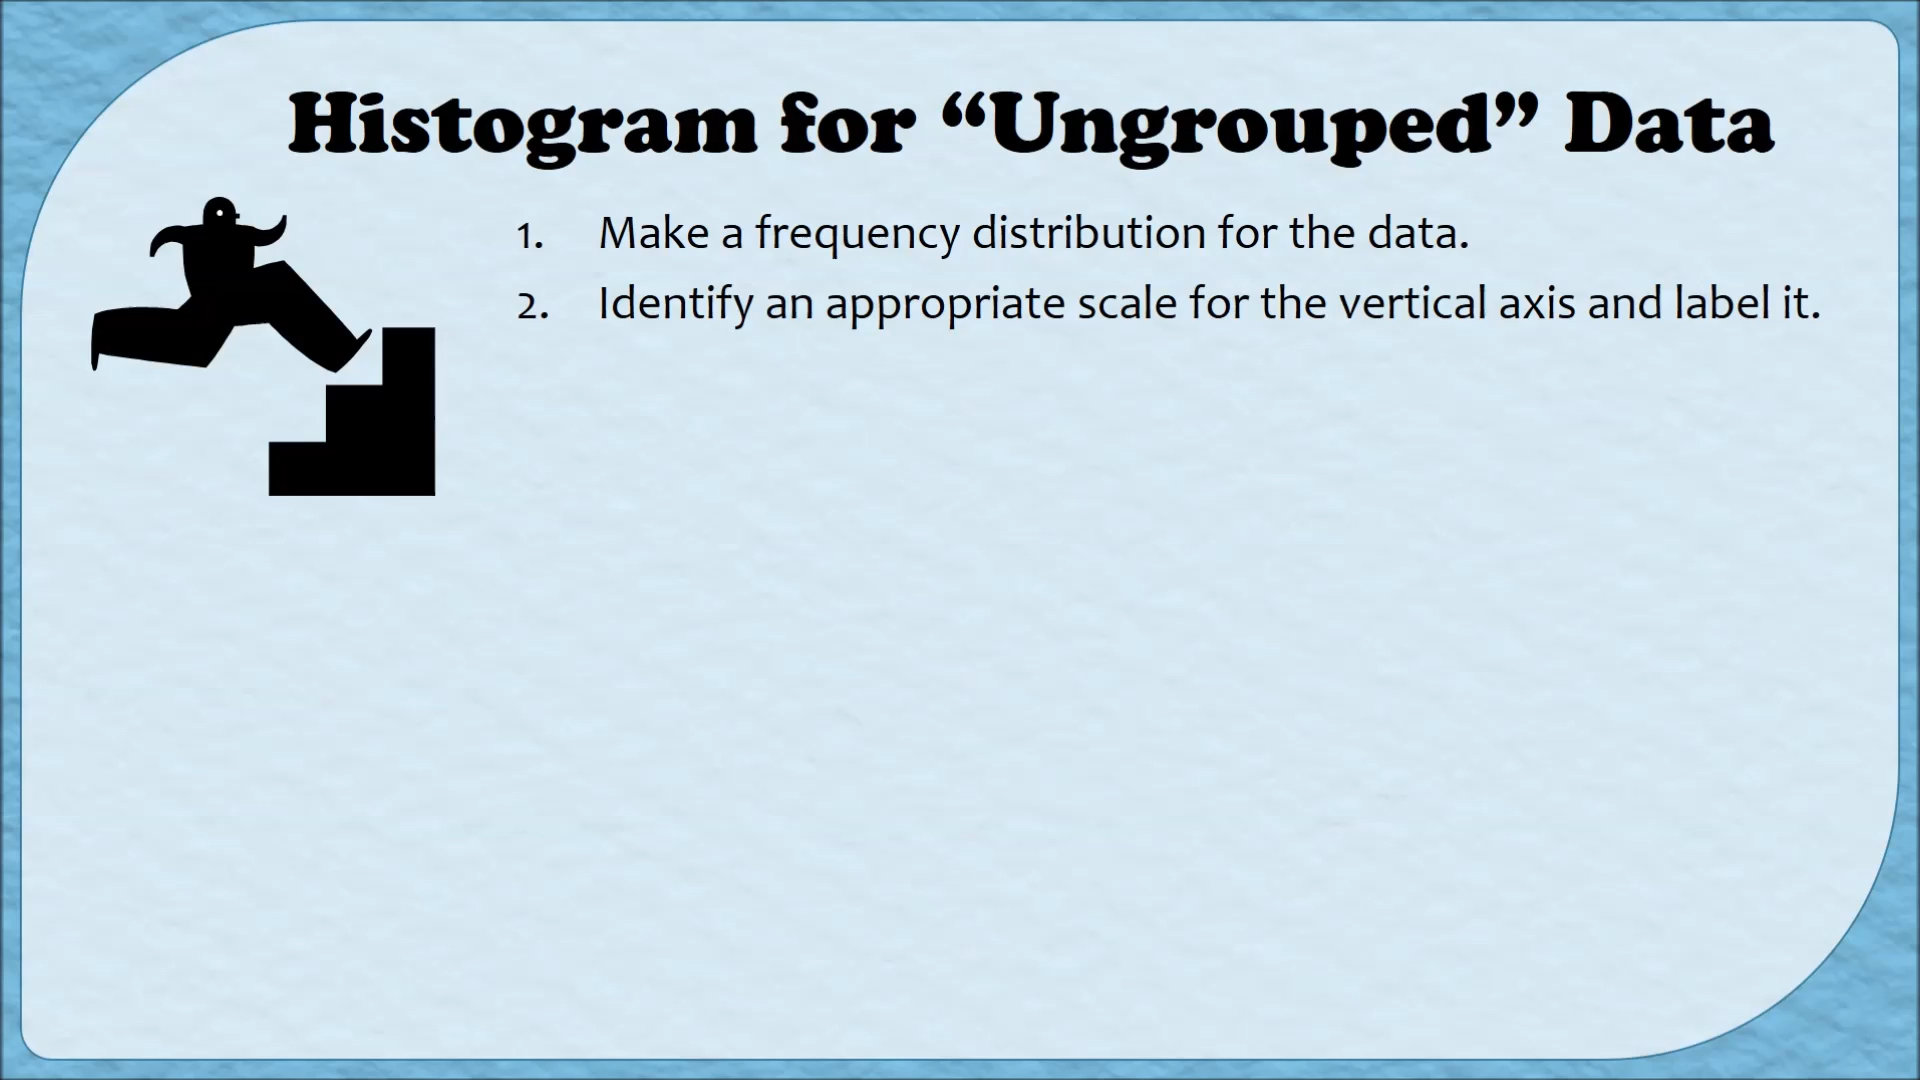 Histogram for “Ungrouped” Data
1. Make a frequency distribution for the data.
2. Identify an appropriate scale for the vertical axis and label it.